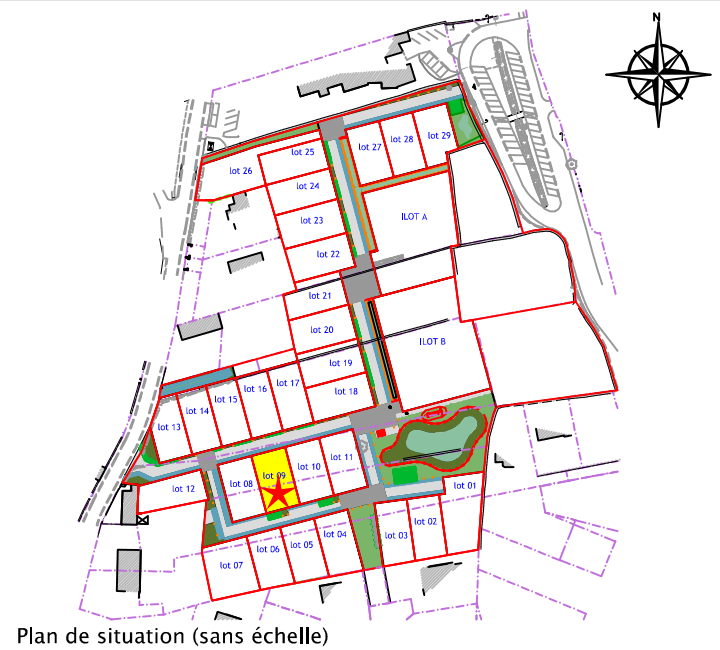 N
lot 29
lot 28
lot 27
lot 25
lot 26
lot 24
lot 23
ILOT A
lot 22
lot 21
lot 20
ILOT B
lot 19
lot 18
lot 17
lot 16
lot 15
lot 14
lot 13
lot 11
lot 10
lot 09
lot 08
lot 12
lot 01
lot 02
lot 03
lot 04
lot 05
lot 06
lot 07
Plan de situation (sans échelle)